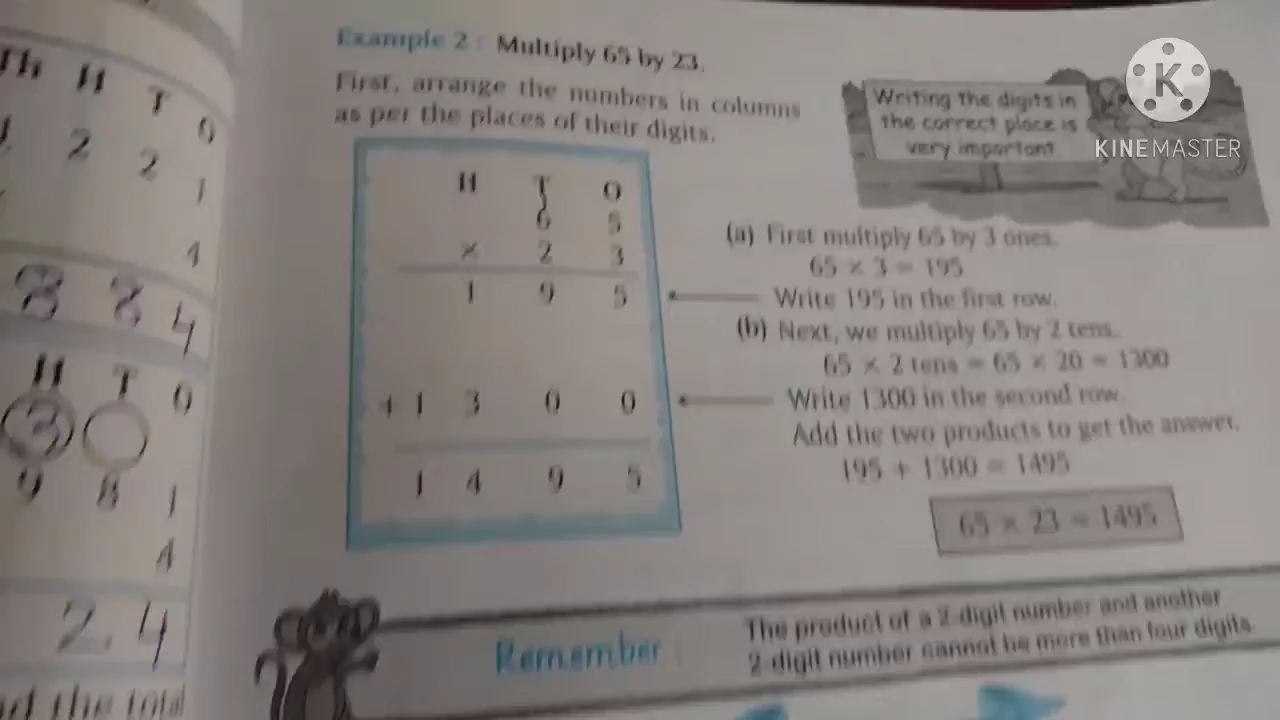 Th H T O
2 2 1
4
8 8 4
H T O
3
9 8 1
4
2 4
the total
Example 2 : Multiply 65 by 23.
First, arrange the numbers in columns
as per the places of their digits.
H T O
6 5
× 2 3
1 9 5
+ 1 3 0 0
1 4 9 5
Writing the digits in
the correct place is
very important
K
KINEMASTER
(a) First multiply 65 by 3 ones.
65 × 3 = 195
Write 195 in the first row.
(b) Next, we multiply 65 by 2 tens.
65 × 2 tens = 65 × 20 = 1300
Write 1300 in the second row.
Add the two products to get the answer.
195 + 1300 = 1495
65 × 23 = 1495
Remember :
The product of a 2-digit number and another
2-digit number cannot be more than four digits.